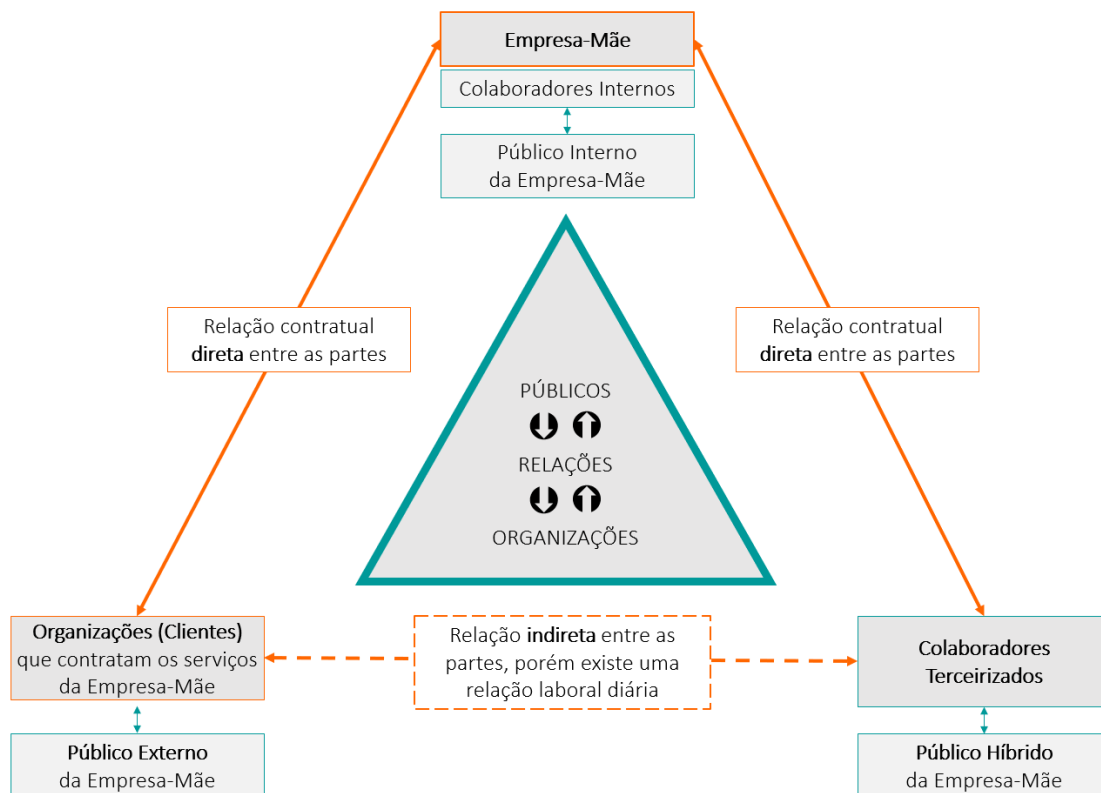 Empresa-Mãe
Colaboradores Internos
Público Interno
da Empresa-Mãe
Relação contratual
direta entre as partes
Relação contratual
direta entre as partes
PÚBLICOS
RELAÇÕES
ORGANIZAÇÕES
Organizações (Clientes)
que contratam os serviços
da Empresa-Mãe
Relação indireta entre as
partes, porém existe uma
relação laboral diária
Colaboradores
Terceirizados
Público Externo
da Empresa-Mãe
Público Híbrido
da Empresa-Mãe